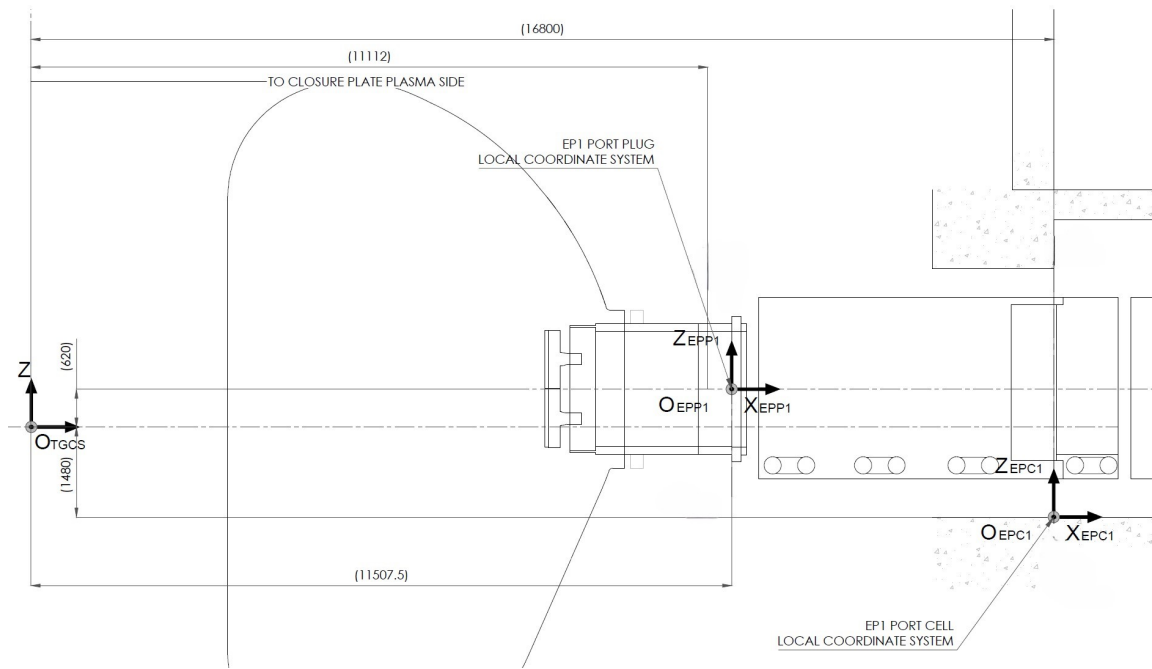 (16800)
(11112)
TO CLOSURE PLATE PLASMA SIDE
EP1 PORT PLUG
LOCAL COORDINATE SYSTEM
(620)
Z
ZEPP1
OEPP1
XEPP1
OTGCS
(1480)
ZEPC1
OEPC1
XEPC1
(11507.5)
EP1 PORT CELL
LOCAL COORDINATE SYSTEM